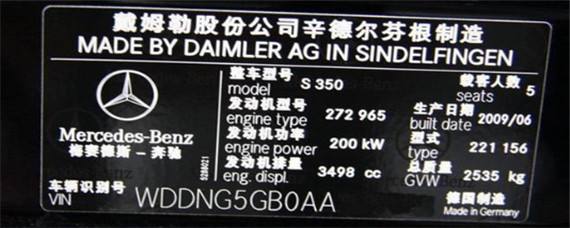 戴姆勒股份公司辛德尔芬根制造
MADE BY DAIMLER AG IN SINDELFINGEN
整车型号
model S 350
载客人数
seats 5
发动机型号
engine type 272 965
生产日期
built date 2009/06
发动机功率
engine power 200 kW
型式
type 221 156
发动机排量
eng. displ. 3498 cc
总质量
GVW 2535 kg
Mercedes-Benz
梅赛德斯-奔驰
车辆识别号
VIN WDDNG5GB0AA
德国制造
Made in Germany